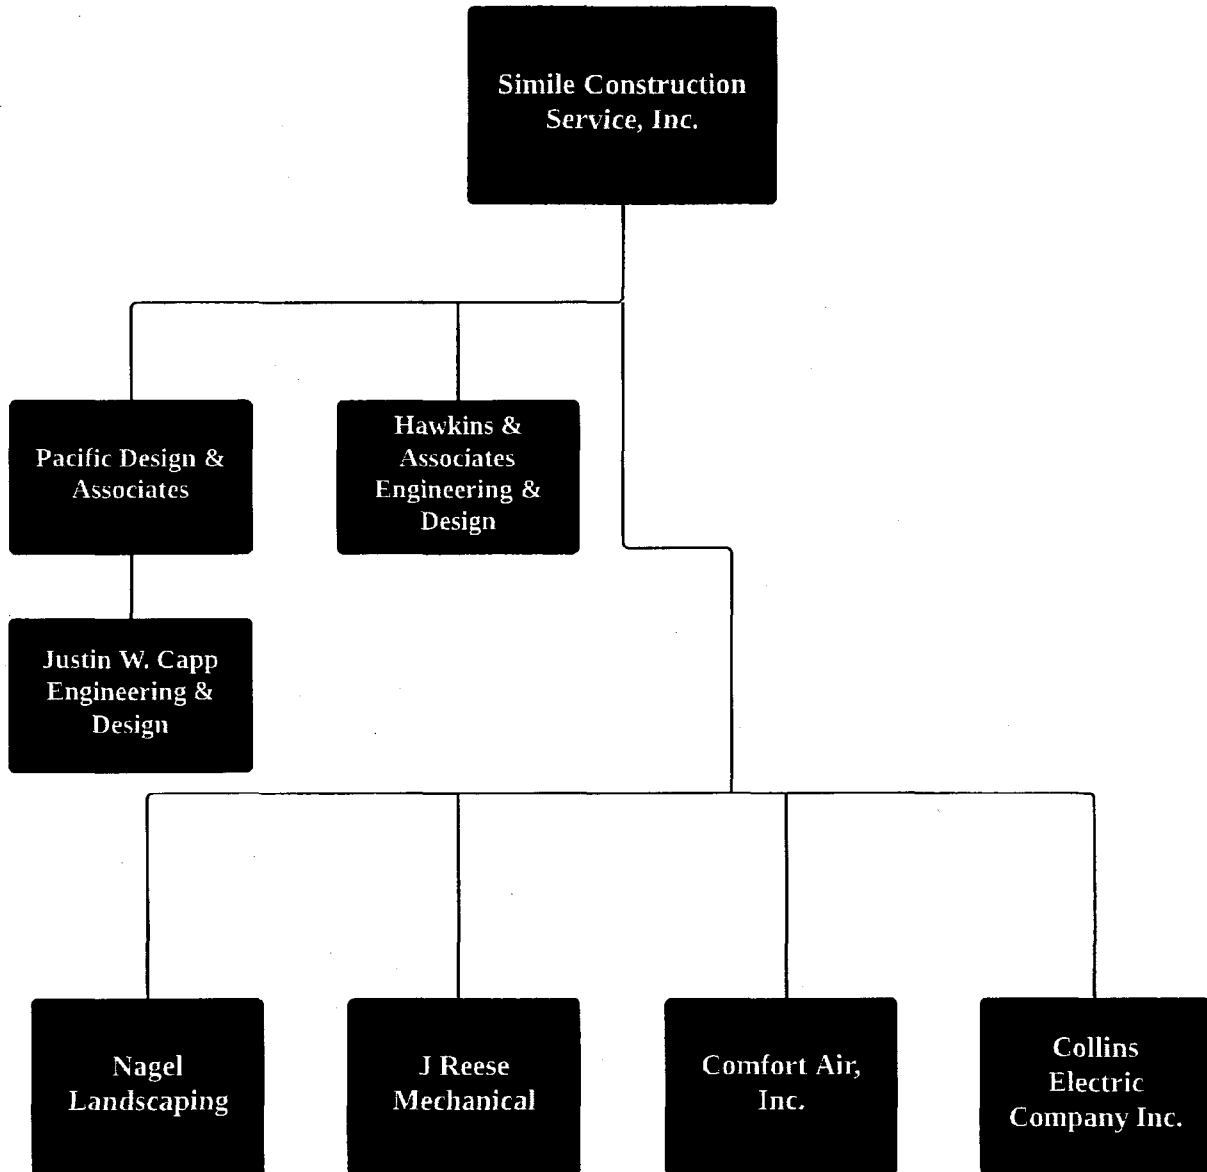 Simile Construction
Service, Inc.
Pacific Design &
Associates
Hawkins &
Associates
Engineering &
Design
Justin W. Capp
Engineering &
Design
Nagel
Landscaping
J Reese
Mechanical
Comfort Air,
Inc.
Collins
Electric
Company Inc.